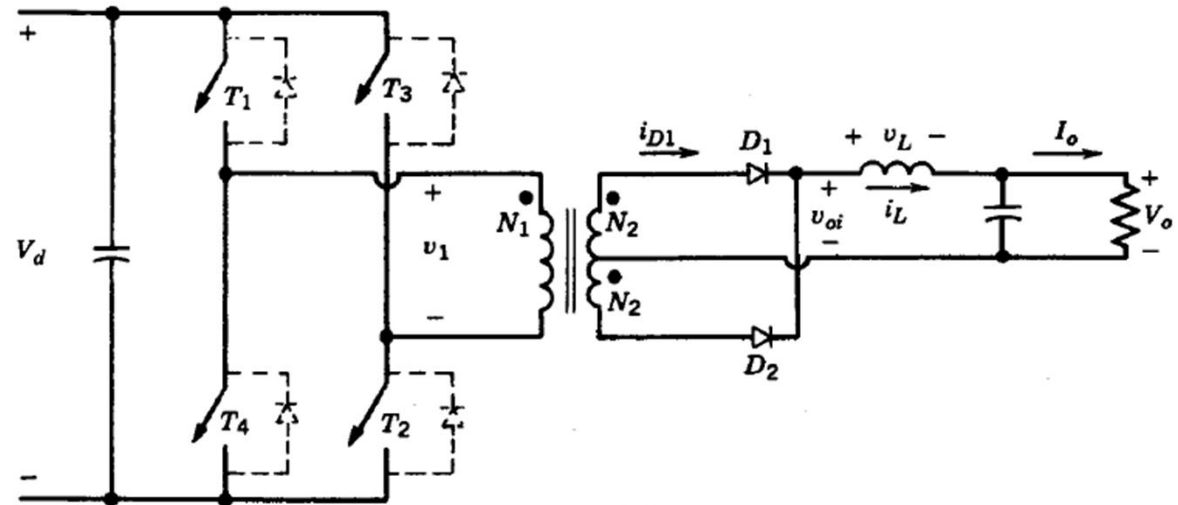 +
T₁
T₃
i_D1
D₁
+ v_L −
I_o
+
N₁
N₂
+
v_oi
−
i_L
+
V_o
−
V_d
v₁
−
N₂
D₂
T₄
T₂
−